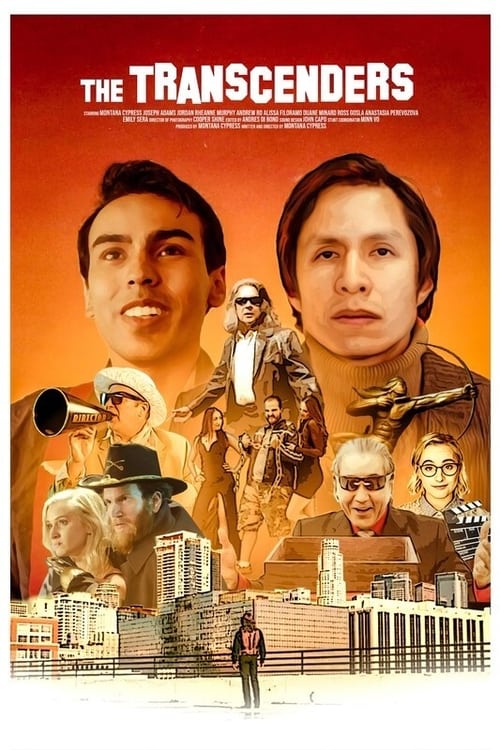 THE TRANSCENDERS
STARRING MONTANA CYPRESS JOSEPH ADAMS JORDAN RHEANNE MURPHY ANDREW RO ALISSA FILORAMO DUANE MINARD ROSS GOSLA ANASTASIA PEREVOZOVA
EMILY SERA DIRECTOR OF PHOTOGRAPHY COOPER SHINE EDITED BY ANDRES DI BONO SOUND DESIGN JOHN CAPO STUNT COORDINATOR MINH VO
PRODUCED BY MONTANA CYPRESS WRITTEN AND DIRECTED BY MONTANA CYPRESS
DIRECTOR